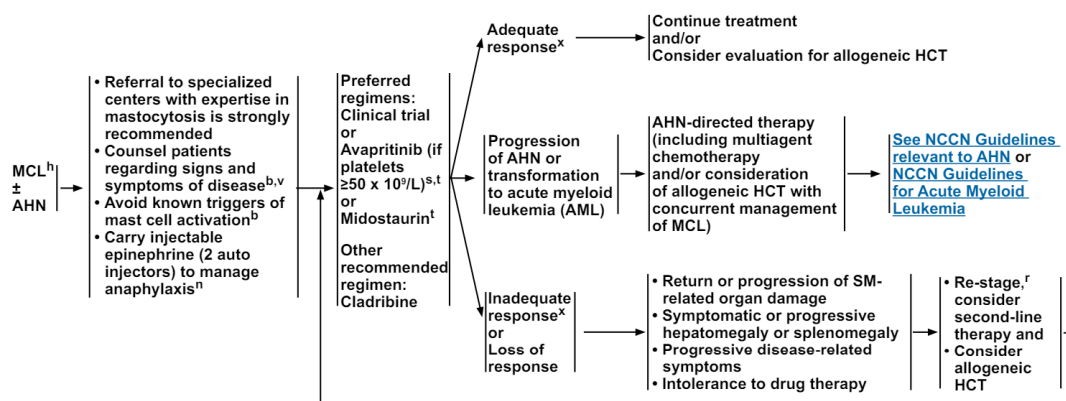 MCLʰ
±
AHN
• Referral to specialized
centers with expertise in
mastocytosis is strongly
recommended
• Counsel patients
regarding signs and
symptoms of diseaseᵇ,ᵛ
• Avoid known triggers of
mast cell activationᵇ
• Carry injectable
epinephrine (2 auto
injectors) to manage
anaphylaxisⁿ
Preferred
regimens:
Clinical trial
or
Avapritinib (if
platelets
≥50 x 10⁹/L)ˢ,ᵗ
or
Midostaurinᵗ
Other
recommended
regimen:
Cladribine
Adequate
responseˣ
Continue treatment
and/or
Consider evaluation for allogeneic HCT
Progression
of AHN or
transformation
to acute myeloid
leukemia (AML)
AHN-directed therapy
(including multiagent
chemotherapy
and/or consideration
of allogeneic HCT with
concurrent management
of MCL)
See NCCN Guidelines
relevant to AHN or
NCCN Guidelines
for Acute Myeloid
Leukemia
Inadequate
responseˣ
or
Loss of
response
• Return or progression of SM-
related organ damage
• Symptomatic or progressive
hepatomegaly or splenomegaly
• Progressive disease-related
symptoms
• Intolerance to drug therapy
• Re-stage,ʳ
consider
second-line
therapy and
• Consider
allogeneic
HCT